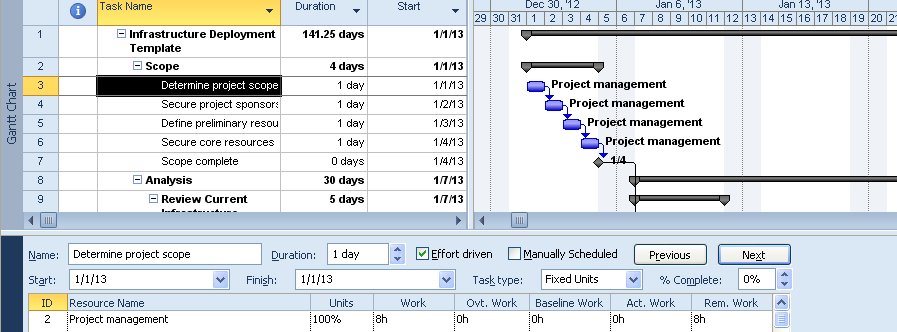 Task Name Duration Start Dec 30, '12 Jan 6, '13 Jan 13, '13
29 30 31 1 2 3 4 5 6 7 8 9 10 11 12 13 14 15 16 17 18 19 20 21
1 Infrastructure Deployment Template 141.25 days 1/1/13
2 Scope 4 days 1/1/13
3 Determine project scope 1 day 1/1/13 Project management
4 Secure project sponsors 1 day 1/2/13 Project management
5 Define preliminary resou 1 day 1/3/13 Project management
6 Secure core resources 1 day 1/4/13 Project management
7 Scope complete 0 days 1/4/13 1/4
8 Analysis 30 days 1/7/13
9 Review Current 5 days 1/7/13
Gantt Chart
Name: Determine project scope Duration: 1 day Effort driven Manually Scheduled Previous Next
Start: 1/1/13 Finish: 1/1/13 Task type: Fixed Units % Complete: 0%
ID Resource Name Units Work Ovt. Work Baseline Work Act. Work Rem. Work
2 Project management 100% 8h 0h 0h 0h 8h